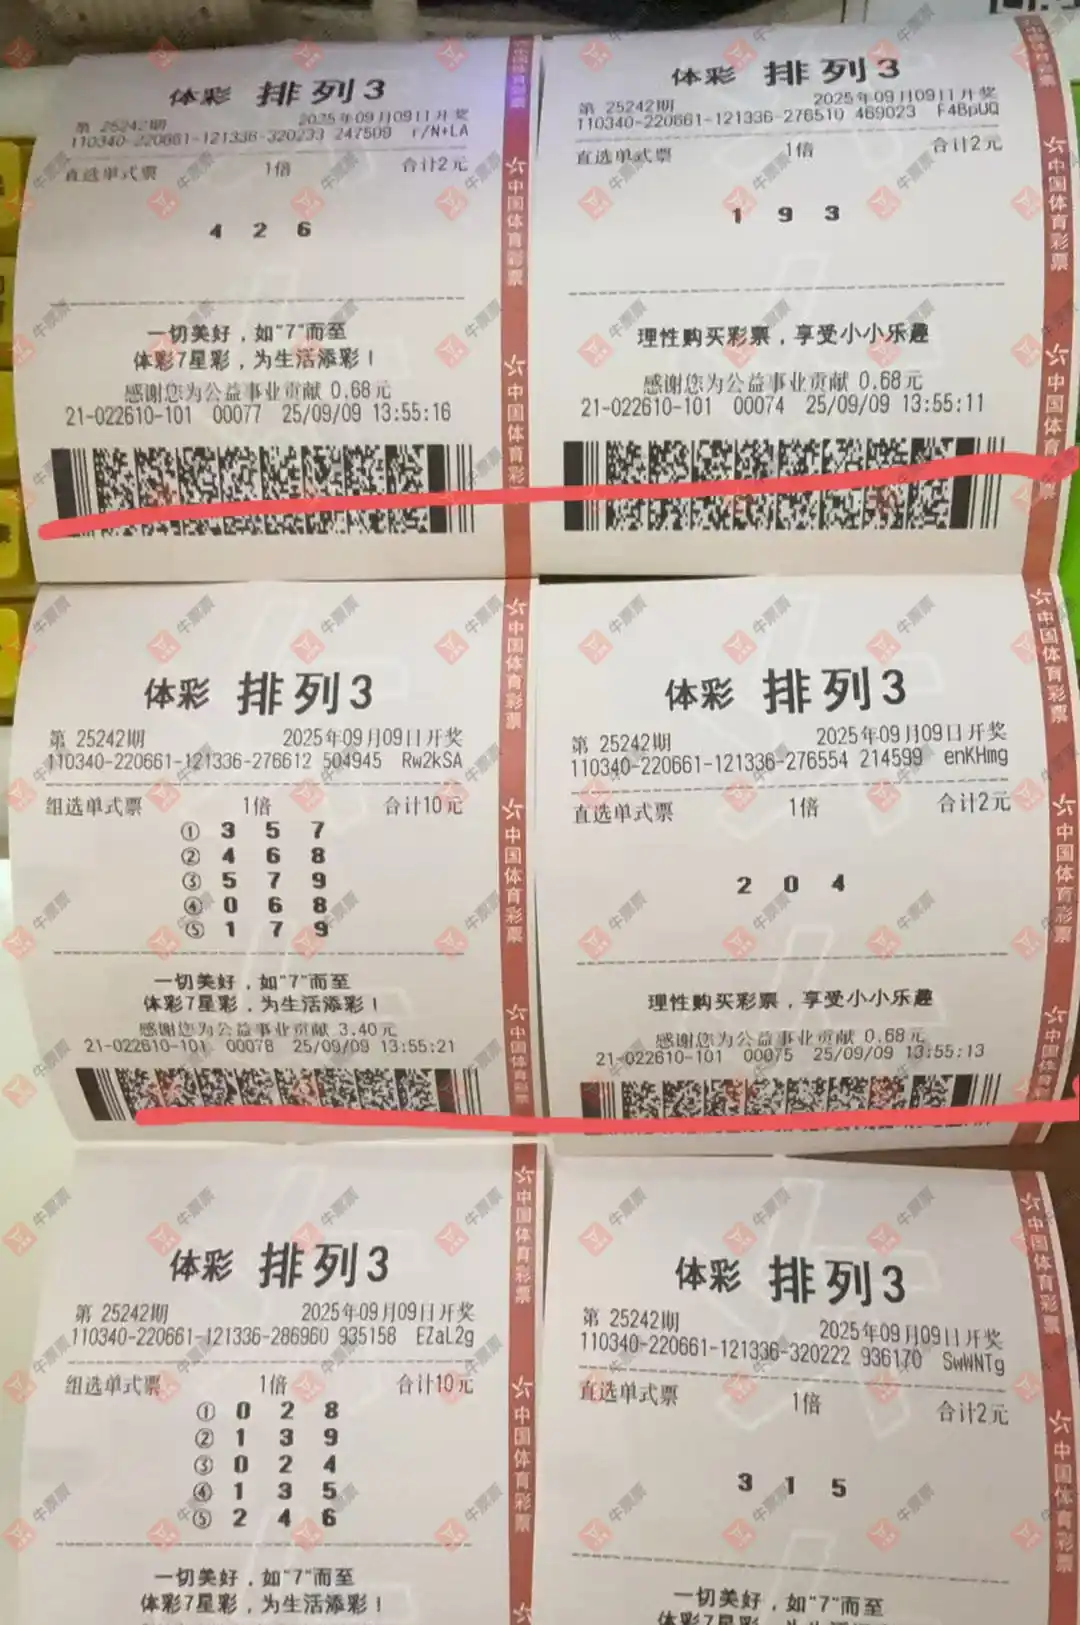 体彩 排列3
第 25242期 2025年09月09日开奖
110340-220661-121336-320233 247509 r/N+LA
直选单式票 1倍 合计2元
4 2 6
一切美好，如"7"而至
体彩7星彩，为生活添彩！
感谢您为公益事业贡献 0.68元
21-022610-101 00077 25/09/09 13:55:16
体彩 排列3
第 25242期 2025年09月09日开奖
110340-220661-121336-276510 469023 F4BpUQ
直选单式票 1倍 合计2元
1 9 3
理性购买彩票，享受小小乐趣
感谢您为公益事业贡献 0.68元
21-022610-101 00074 25/09/09 13:55:11
体彩 排列3
第 25242期 2025年09月09日开奖
110340-220661-121336-276612 504945 Rw2kSA
组选单式票 1倍 合计10元
① 3 5 7
② 4 6 8
③ 5 7 9
④ 0 6 8
⑤ 1 7 9
一切美好，如"7"而至
体彩7星彩，为生活添彩！
感谢您为公益事业贡献 3.40元
21-022610-101 00078 25/09/09 13:55:21
体彩 排列3
第 25242期 2025年09月09日开奖
110340-220661-121336-276554 214599 enKHmg
直选单式票 1倍 合计2元
2 0 4
理性购买彩票，享受小小乐趣
感谢您为公益事业贡献 0.68元
21-022610-101 00075 25/09/09 13:55:13
体彩 排列3
第 25242期 2025年09月09日开奖
110340-220661-121336-286960 935158 EZaL2g
组选单式票 1倍 合计10元
① 0 2 8
② 1 3 9
③ 0 2 4
④ 1 3 5
⑤ 2 4 6
一切美好，如"7"而至
体彩7星彩，为生活添彩！
体彩 排列3
第 25242期 2025年09月09日开奖
110340-220661-121336-320222 936170 SwWNTg
直选单式票 1倍 合计2元
3 1 5
一切美好，如"7"而至
体彩7星彩，为生活添彩！
中国体育彩票
牛票票